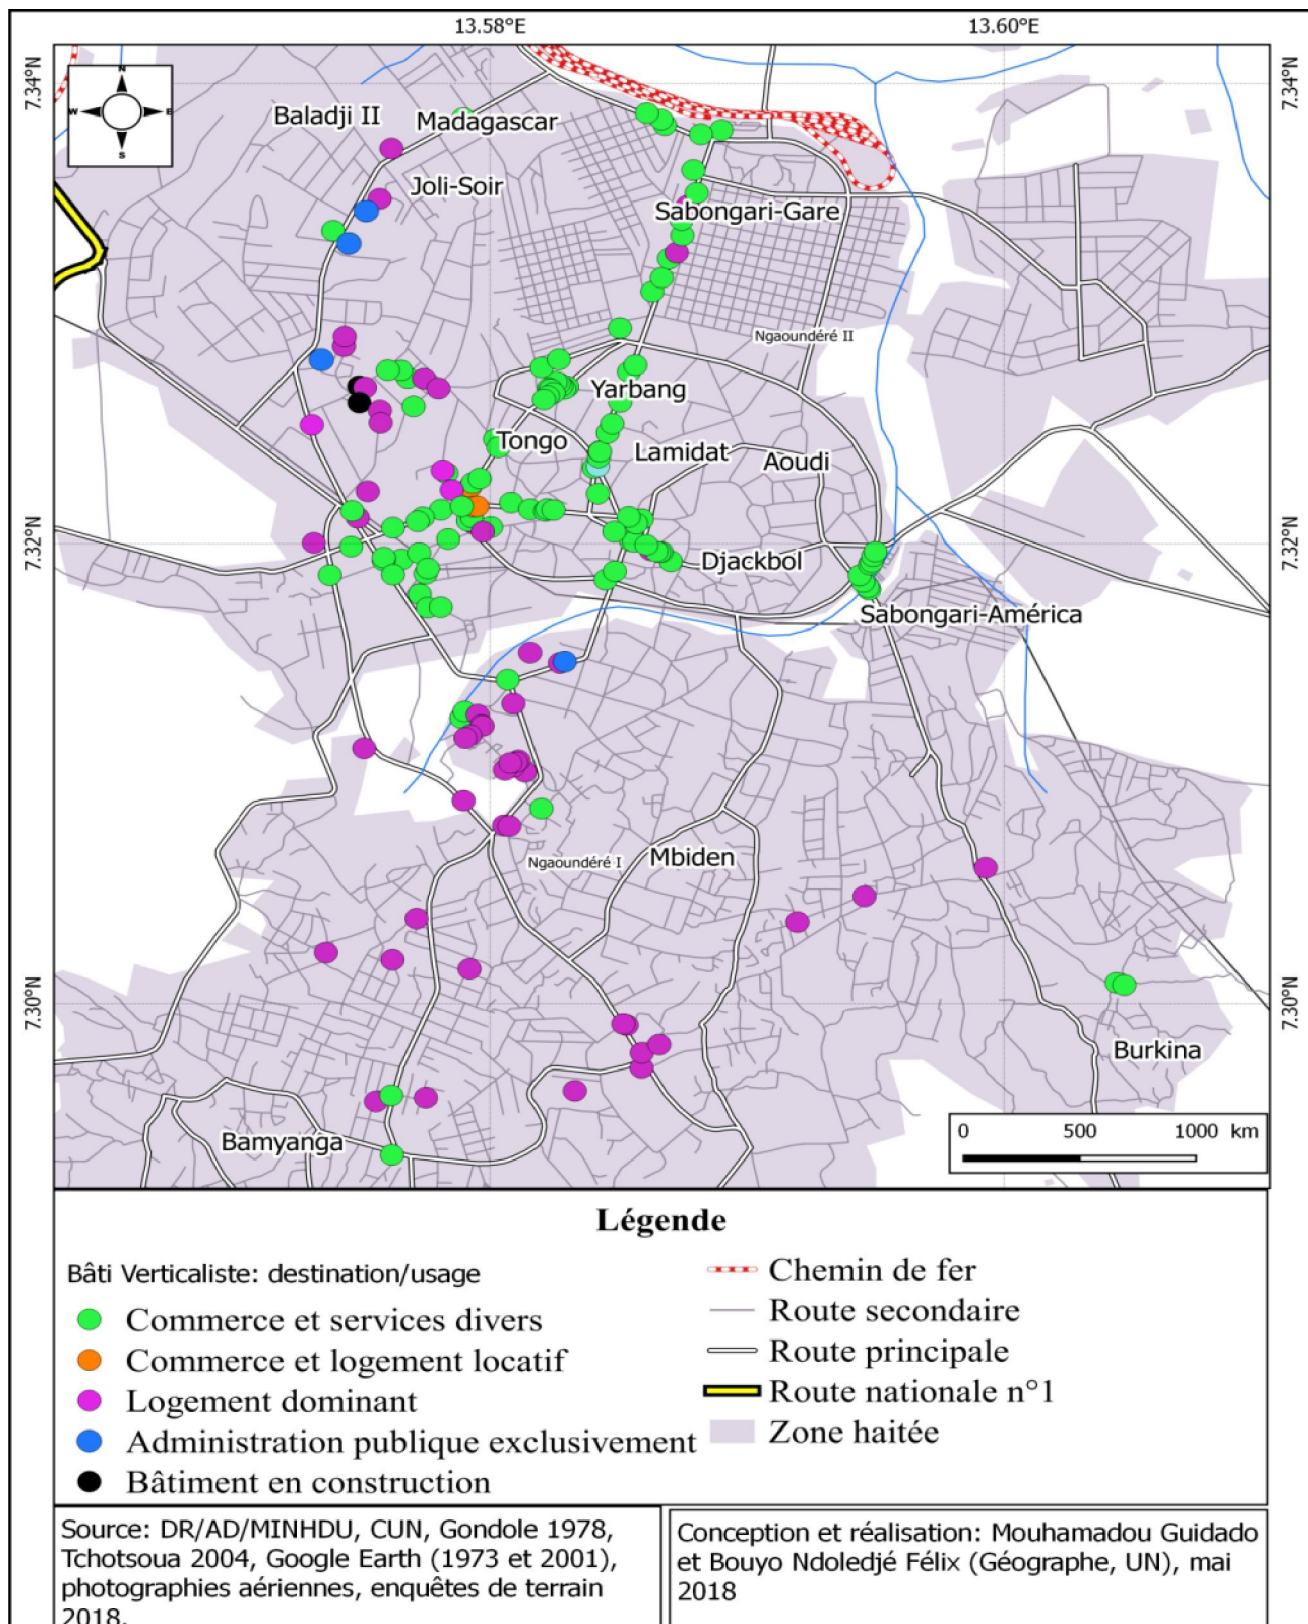 13.58°E 13.60°E
7.34°N 7.34°N
N
W E
S
Baladji II
Madagascar
Joli-Soir
Sabongari-Gare
Ngaoundéré II
Yarbang
Tongo
Lamidat
Aoudi
7.32°N 7.32°N
Djackbol
Sabongari-América
Ngaoundéré I
Mbiden
7.30°N 7.30°N
Burkina
Bamyanga
0 500 1000 km
Légende
Bâti Verticaliste: destination/usage
Commerce et services divers
Commerce et logement locatif
Logement dominant
Administration publique exclusivement
Bâtiment en construction
Chemin de fer
Route secondaire
Route principale
Route nationale n°1
Zone haitée
Source: DR/AD/MINHDU, CUN, Gondole 1978,
Tchotsoua 2004, Google Earth (1973 et 2001),
photographies aériennes, enquêtes de terrain
2018.
Conception et réalisation: Mouhamadou Guidado
et Bouyo Ndoledjé Félix (Géographe, UN), mai
2018